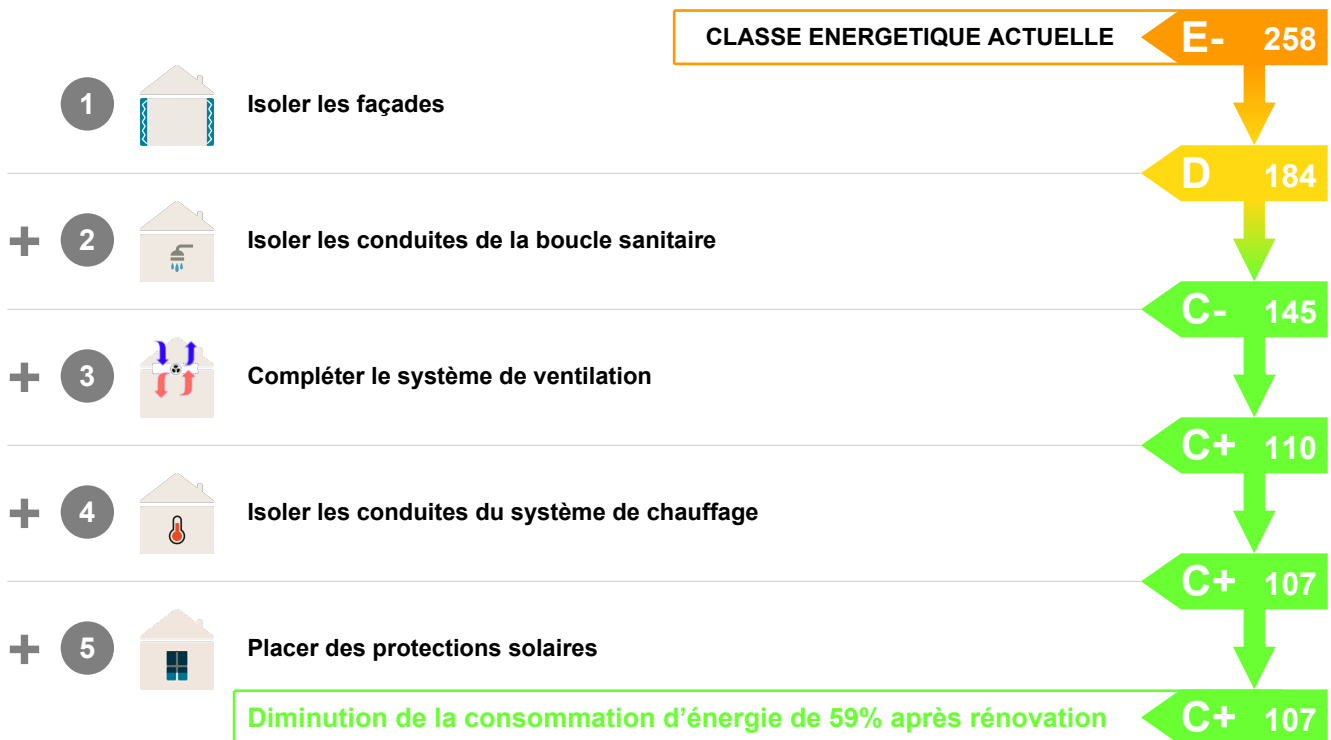 CLASSE ENERGETIQUE ACTUELLE E- 258
1 Isoler les façades
D 184
+ 2 Isoler les conduites de la boucle sanitaire
C- 145
+ 3 Compléter le système de ventilation
C+ 110
+ 4 Isoler les conduites du système de chauffage
C+ 107
+ 5 Placer des protections solaires
Diminution de la consommation d’énergie de 59% après rénovation C+ 107